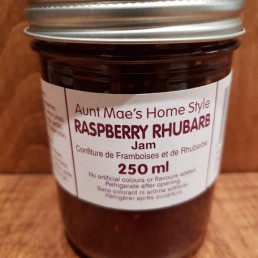 Aunt Mae's Home Style
RASPBERRY RHUBARB
Jam
Confiture de Framboises et de Rhubarbe
250 ml
No artificial colours or flavours added.
Refrigerate after opening.
Sans colorant ni arôme artificiel.
Réfrigérer après ouverture.